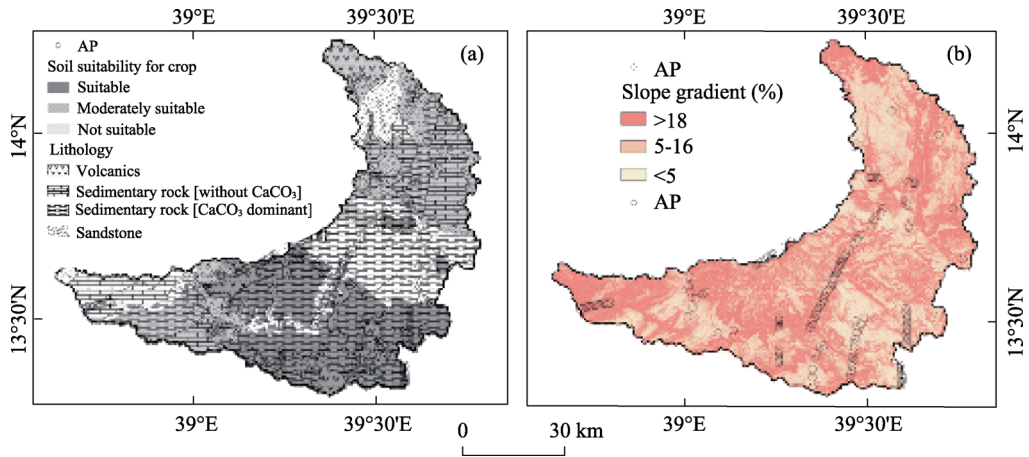 39°E 39°30'E 39°E 39°30'E
(a)
AP
Soil suitability for crop
Suitable
Moderately suitable
Not suitable
Lithology
Volcanics
Sedimentary rock [without CaCO₃]
Sedimentary rock [CaCO₃ dominant]
Sandstone
14°N
13°30'N
39°E 39°30'E
(b)
AP
Slope gradient (%)
>18
5-16
<5
AP
14°N
13°30'N
39°E 39°30'E
0 30 km